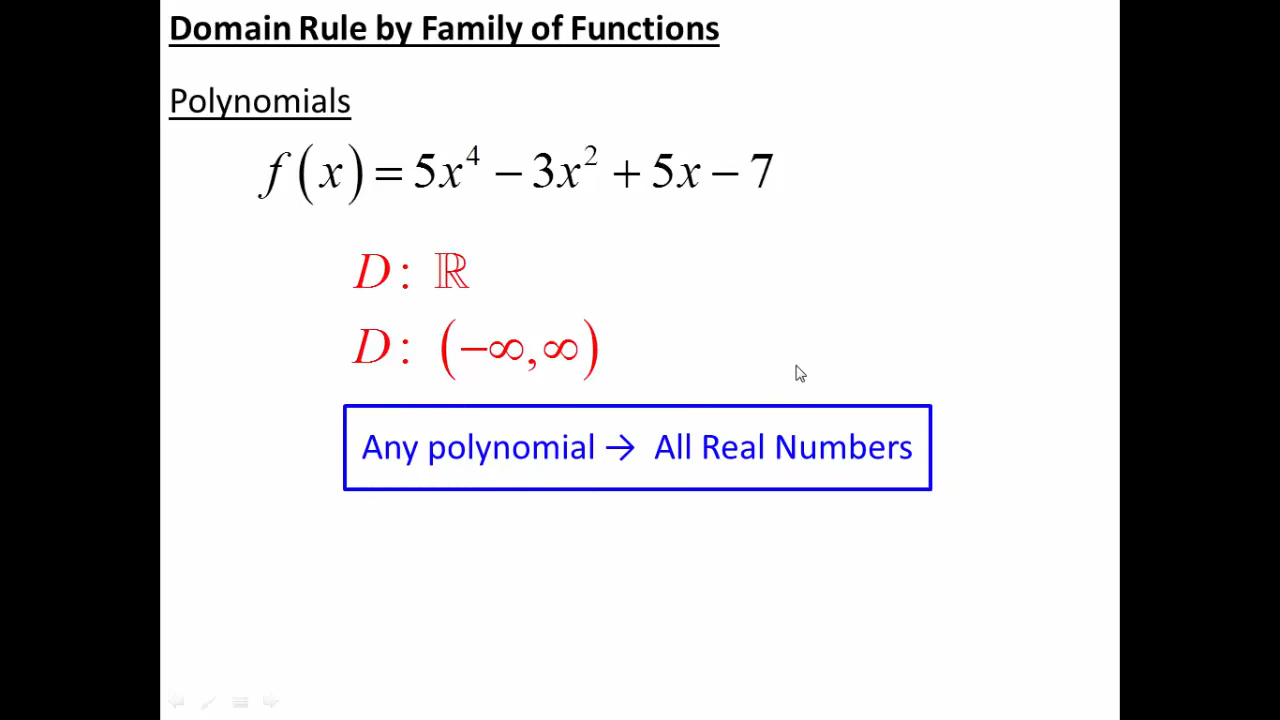 Domain Rule by Family of Functions
Polynomials
f(x) = 5x⁴ − 3x² + 5x − 7
D: ℝ
D: (−∞,∞)
Any polynomial → All Real Numbers